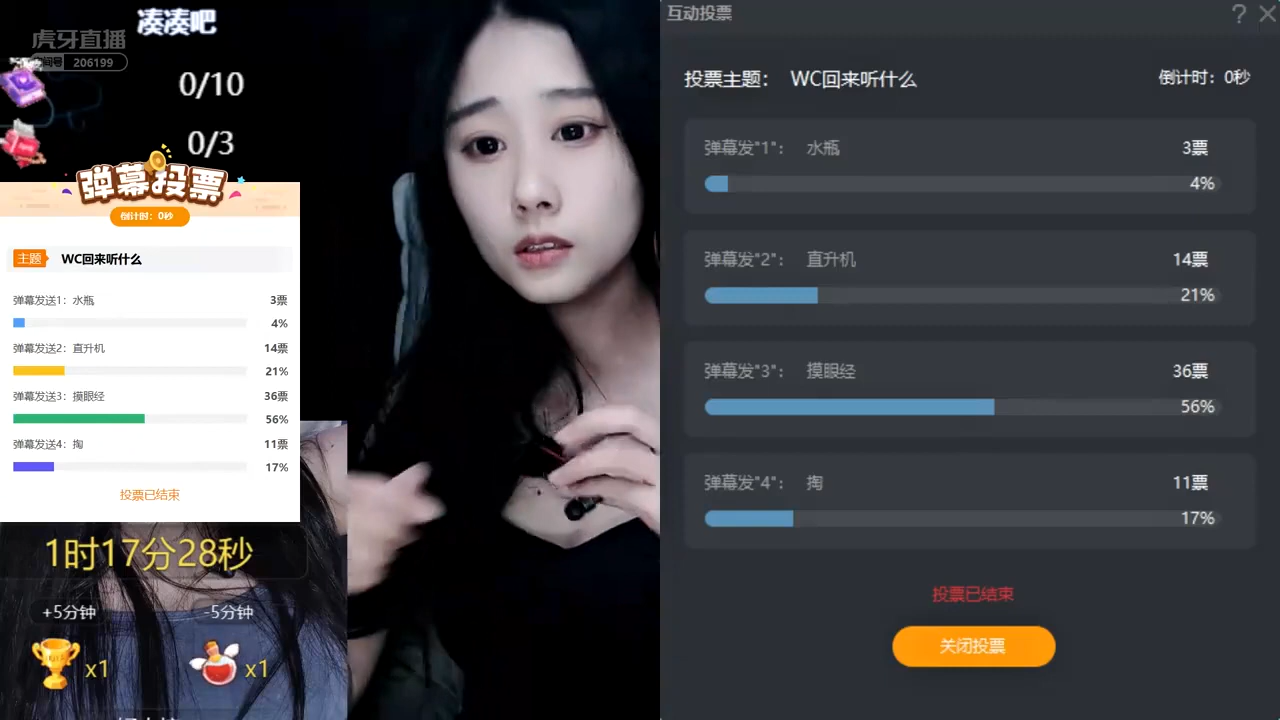 凑凑吧
虎牙直播
206199
0/10
0/3
弹幕投票
倒计时：0秒
主题
WC回来听什么
弹幕发送1：水瓶
3票
4%
弹幕发送2：直升机
14票
21%
弹幕发送3：摸眼经
36票
56%
弹幕发送4：掏
11票
17%
投票已结束
1时17分28秒
+5分钟
-5分钟
x1
x1
互动投票
投票主题：
WC回来听什么
倒计时：0秒
弹幕发"1"：
水瓶
3票
4%
弹幕发"2"：
直升机
14票
21%
弹幕发"3"：
摸眼经
36票
56%
弹幕发"4"：
掏
11票
17%
投票已结束
关闭投票